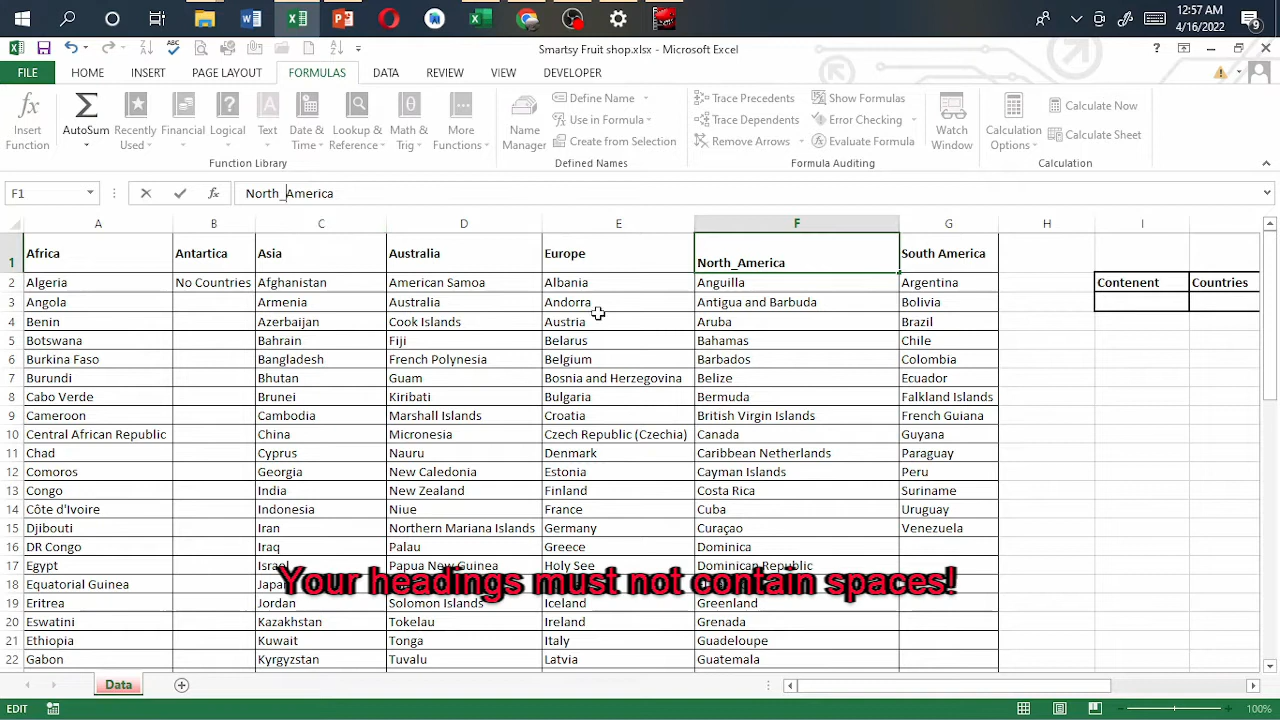 12:57 AM
4/16/2022
9
Smartsy Fruit shop.xlsx - Microsoft Excel
FILE HOME INSERT PAGE LAYOUT FORMULAS DATA REVIEW VIEW DEVELOPER
Insert Function
AutoSum
Recently Used
Financial
Logical
Text
Date & Time
Lookup & Reference
Math & Trig
More Functions
Function Library
Name Manager
Define Name
Use in Formula
Create from Selection
Defined Names
Trace Precedents
Trace Dependents
Remove Arrows
Show Formulas
Error Checking
Evaluate Formula
Formula Auditing
Watch Window
Calculation Options
Calculate Now
Calculate Sheet
Calculation
F1 North_America
A B C D E F G H I
1 Africa Antartica Asia Australia Europe North_America South America
2 Algeria No Countries Afghanistan American Samoa Albania Anguilla Argentina Contenent Countries
3 Angola Armenia Australia Andorra Antigua and Barbuda Bolivia
4 Benin Azerbaijan Cook Islands Austria Aruba Brazil
5 Botswana Bahrain Fiji Belarus Bahamas Chile
6 Burkina Faso Bangladesh French Polynesia Belgium Barbados Colombia
7 Burundi Bhutan Guam Bosnia and Herzegovina Belize Ecuador
8 Cabo Verde Brunei Kiribati Bulgaria Bermuda Falkland Islands
9 Cameroon Cambodia Marshall Islands Croatia British Virgin Islands French Guiana
10 Central African Republic China Micronesia Czech Republic (Czechia) Canada Guyana
11 Chad Cyprus Nauru Denmark Caribbean Netherlands Paraguay
12 Comoros Georgia New Caledonia Estonia Cayman Islands Peru
13 Congo India New Zealand Finland Costa Rica Suriname
14 Côte d'Ivoire Indonesia Niue France Cuba Uruguay
15 Djibouti Iran Northern Mariana Islands Germany Curaçao Venezuela
16 DR Congo Iraq Palau Greece Dominica
17 Egypt Israel Papua New Guinea Holy See Dominican Republic
Your headings must not contain spaces!
18 Equatorial Guinea
19 Eritrea Jordan Solomon Islands Iceland Greenland
20 Eswatini Kazakhstan Tokelau Ireland Grenada
21 Ethiopia Kuwait Tonga Italy Guadeloupe
22 Gabon Kyrgyzstan Tuvalu Latvia Guatemala
Data
EDIT 100%